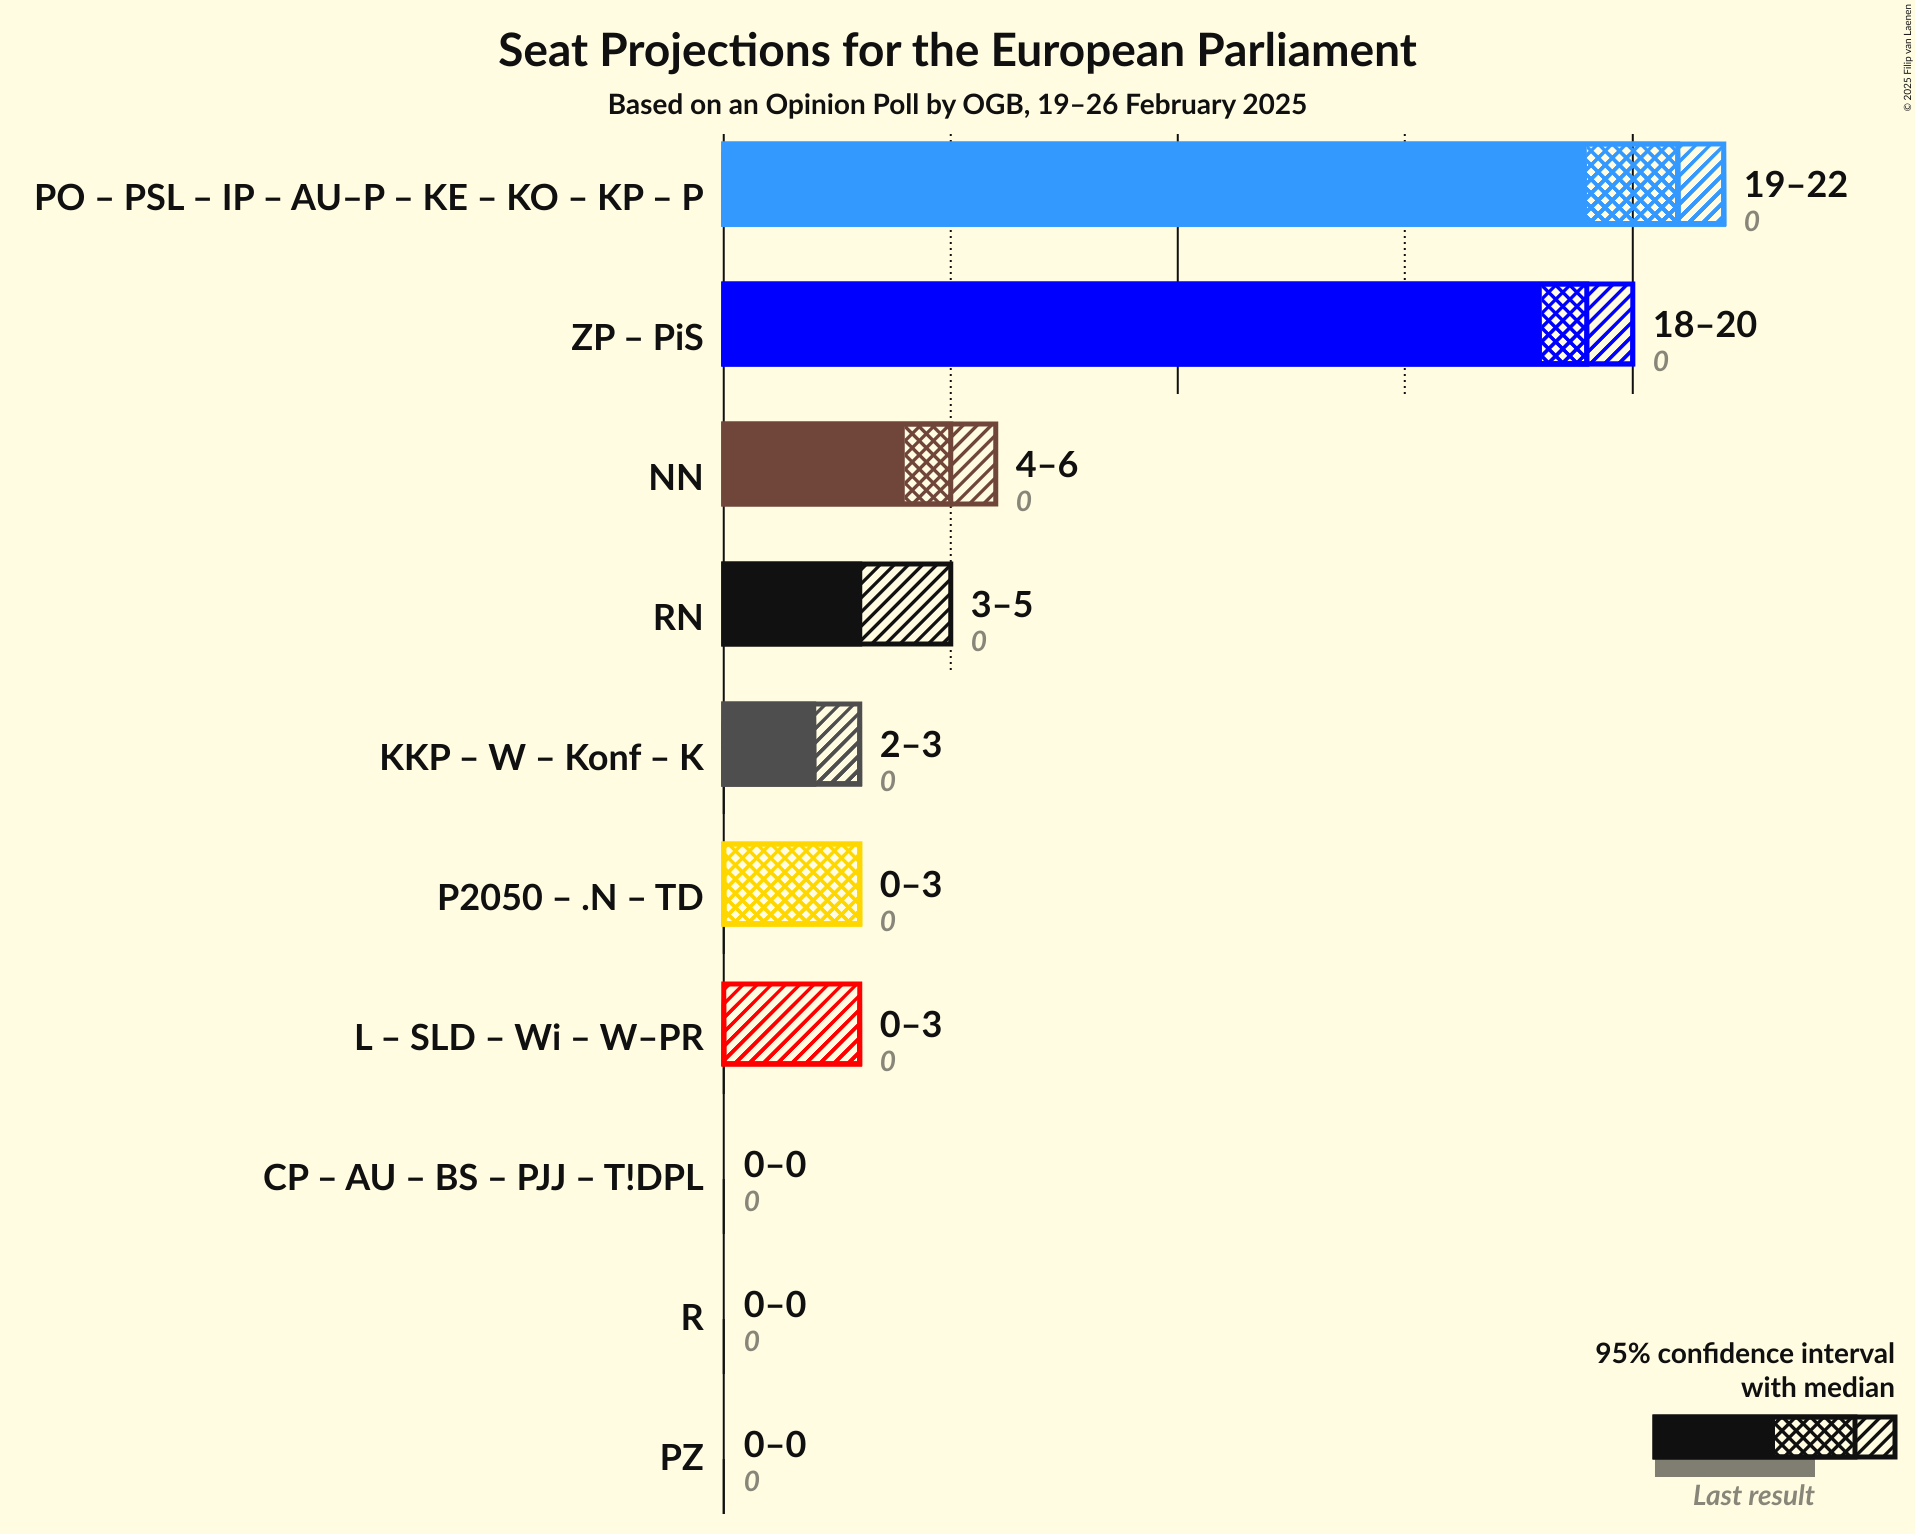 Seat Projections for the European Parliament
Based on an Opinion Poll by OGB, 19–26 February 2025
© 2025 Filip van Laenen
PO – PSL – IP – AU–P – KE – KO – KP – P
19–22
0
ZP – PiS
18–20
0
NN
4–6
0
RN
3–5
0
KKP – W – Konf – K
2–3
0
P2050 – .N – TD
0–3
0
L – SLD – Wi – W–PR
0–3
0
CP – AU – BS – PJJ – T!DPL
0–0
0
R
0–0
0
PZ
0–0
0
95% confidence interval
with median
Last result